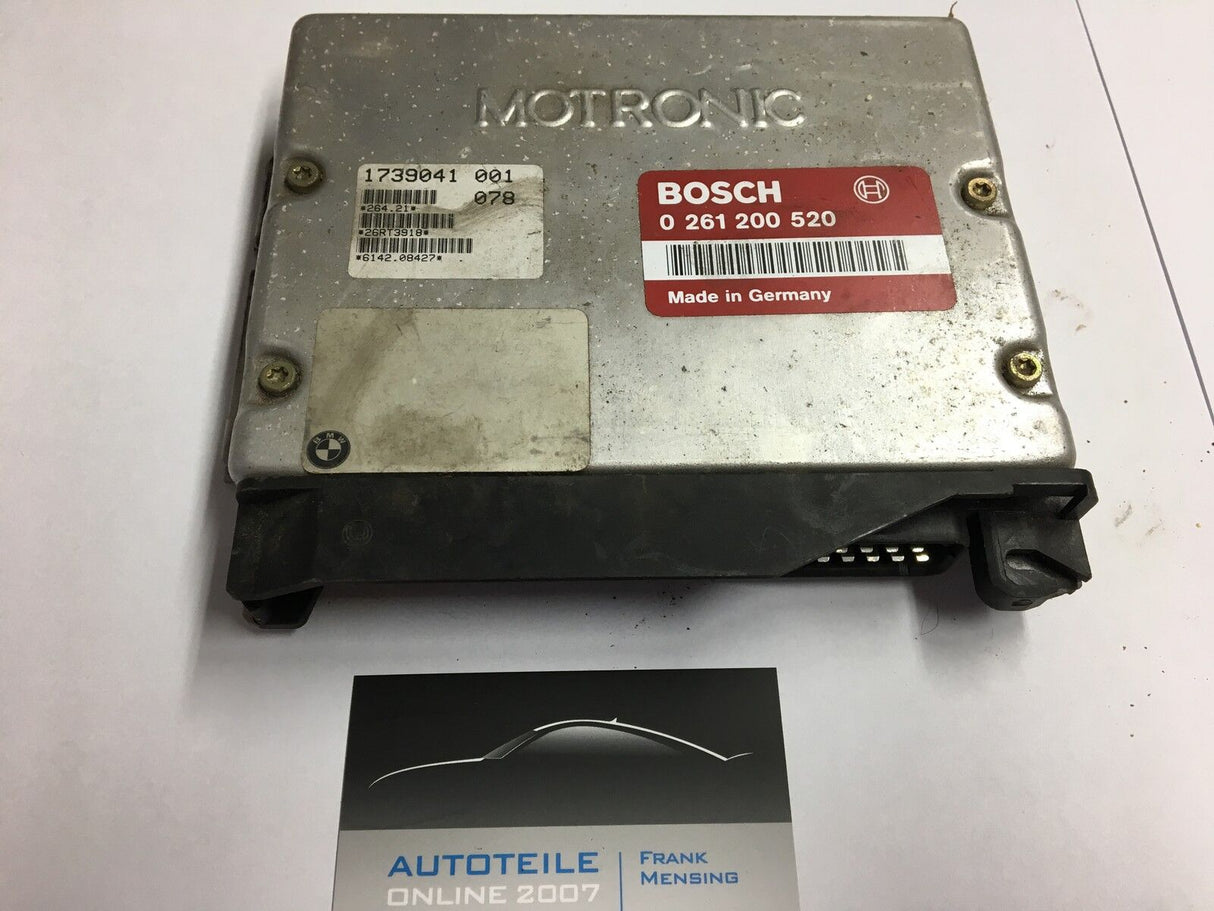 MOTRONIC
1739041 001
078
*264.21*
*26RT3918*
*6142.08427*
BOSCH
0 261 200 520
Made in Germany
BMW
AUTOTEILE
ONLINE 2007
FRANK
MENSING